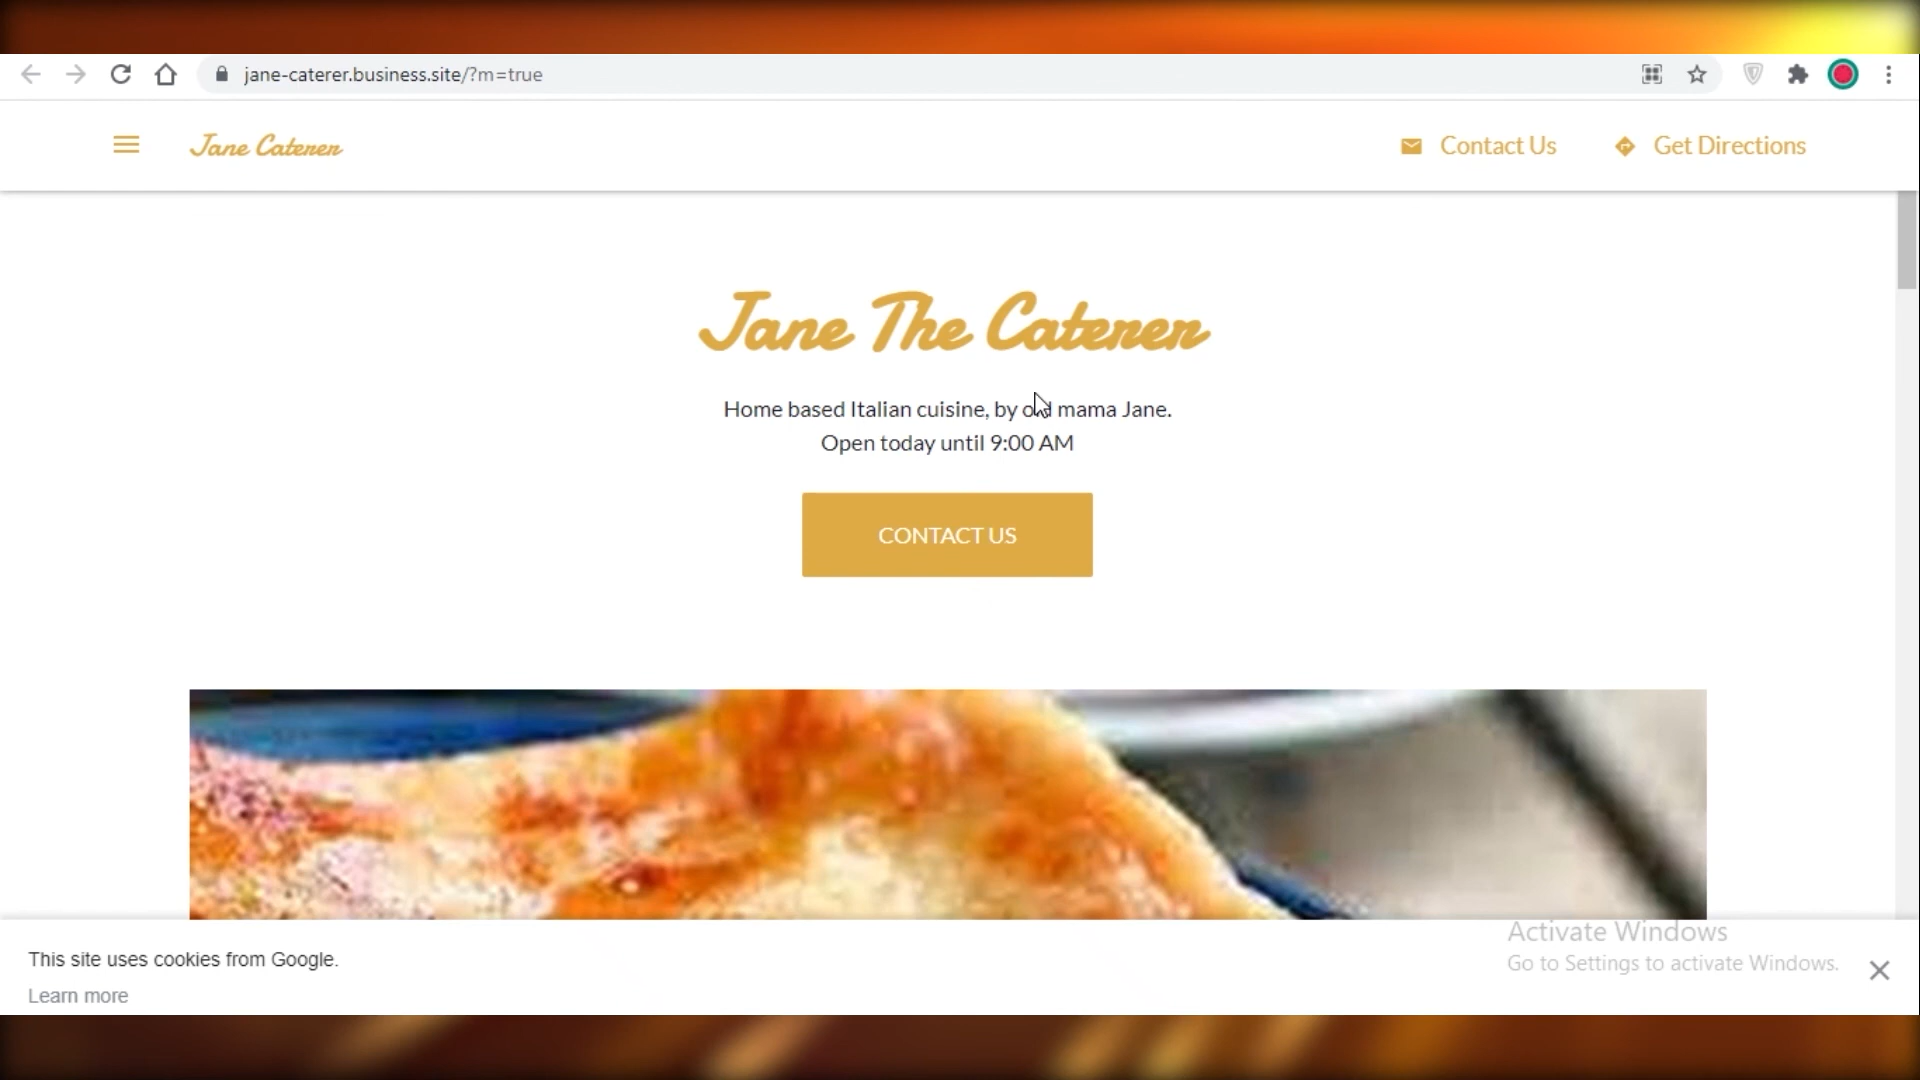 jane-caterer.business.site/?m=true
Jane Caterer
Contact Us
Get Directions
Jane The Caterer
Home based Italian cuisine, by old mama Jane.
Open today until 9:00 AM
CONTACT US
Activate Windows
Go to Settings to activate Windows.
This site uses cookies from Google.
Learn more